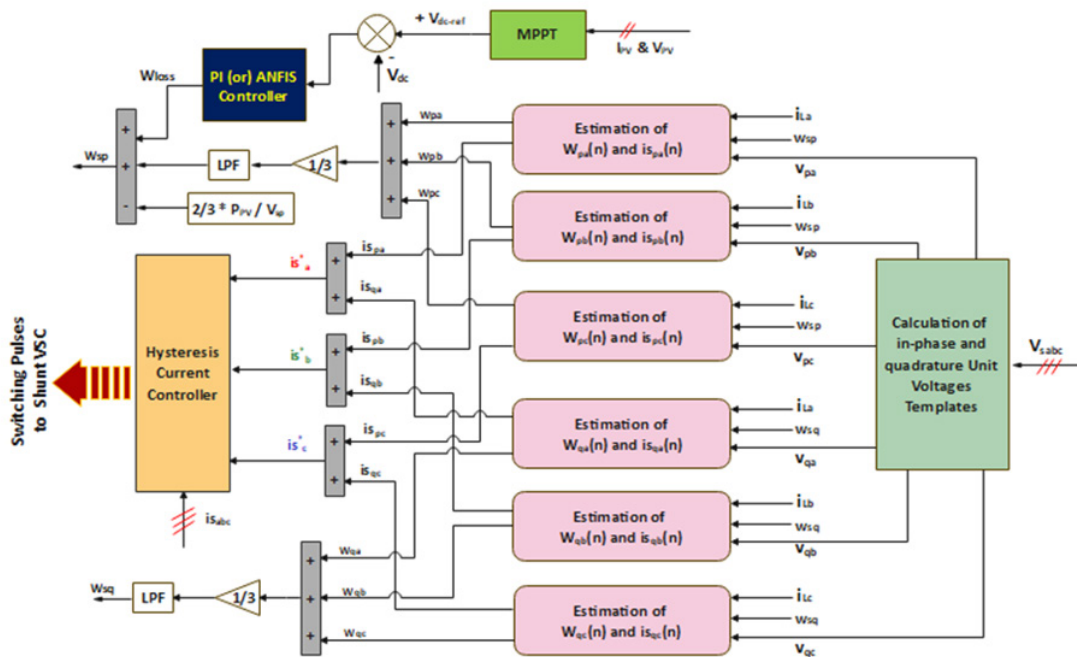 + Vdc-ref
MPPT
IPV & VPV
-
Vdc
Wloss
PI (or) ANFIS
Controller
+
+
-
Wsp
LPF
1/3
2/3 * PPV / Vsp
+
+
+
Wpa
Wpb
Wpc
Estimation of
Wpa(n) and ispa(n)
iLa
wsp
vpa
Estimation of
Wpb(n) and ispb(n)
iLb
wsp
vpb
Estimation of
Wpc(n) and ispc(n)
iLc
wsp
vpc
Estimation of
Wqa(n) and isqa(n)
iLa
wsq
vqa
Estimation of
Wqb(n) and isqb(n)
iLb
wsq
vqb
Estimation of
Wqc(n) and isqc(n)
iLc
wsq
vqc
Calculation of
in-phase and
quadrature Unit
Voltages
Templates
Vsabc
Switching Pulses
to Shunt VSC
Hysteresis
Current
Controller
is*a
is*b
is*c
isabc
+
+
+
+
+
+
ispa
isqa
ispb
isqb
ispc
isqc
Wqa
Wqb
Wqc
+
+
+
1/3
LPF
Wsq